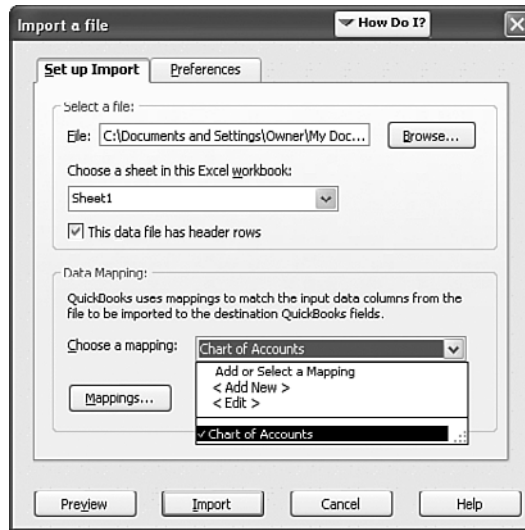 Import a file
How Do I?
Set up Import
Preferences
Select a file:
File: C:\Documents and Settings\Owner\My Doc... Browse...
Choose a sheet in this Excel workbook:
Sheet1
This data file has header rows
Data Mapping:
QuickBooks uses mappings to match the input data columns from the
file to be imported to the destination QuickBooks fields.
Choose a mapping: Chart of Accounts
Add or Select a Mapping
< Add New >
Mappings... < Edit >
Chart of Accounts
Preview Import Cancel Help